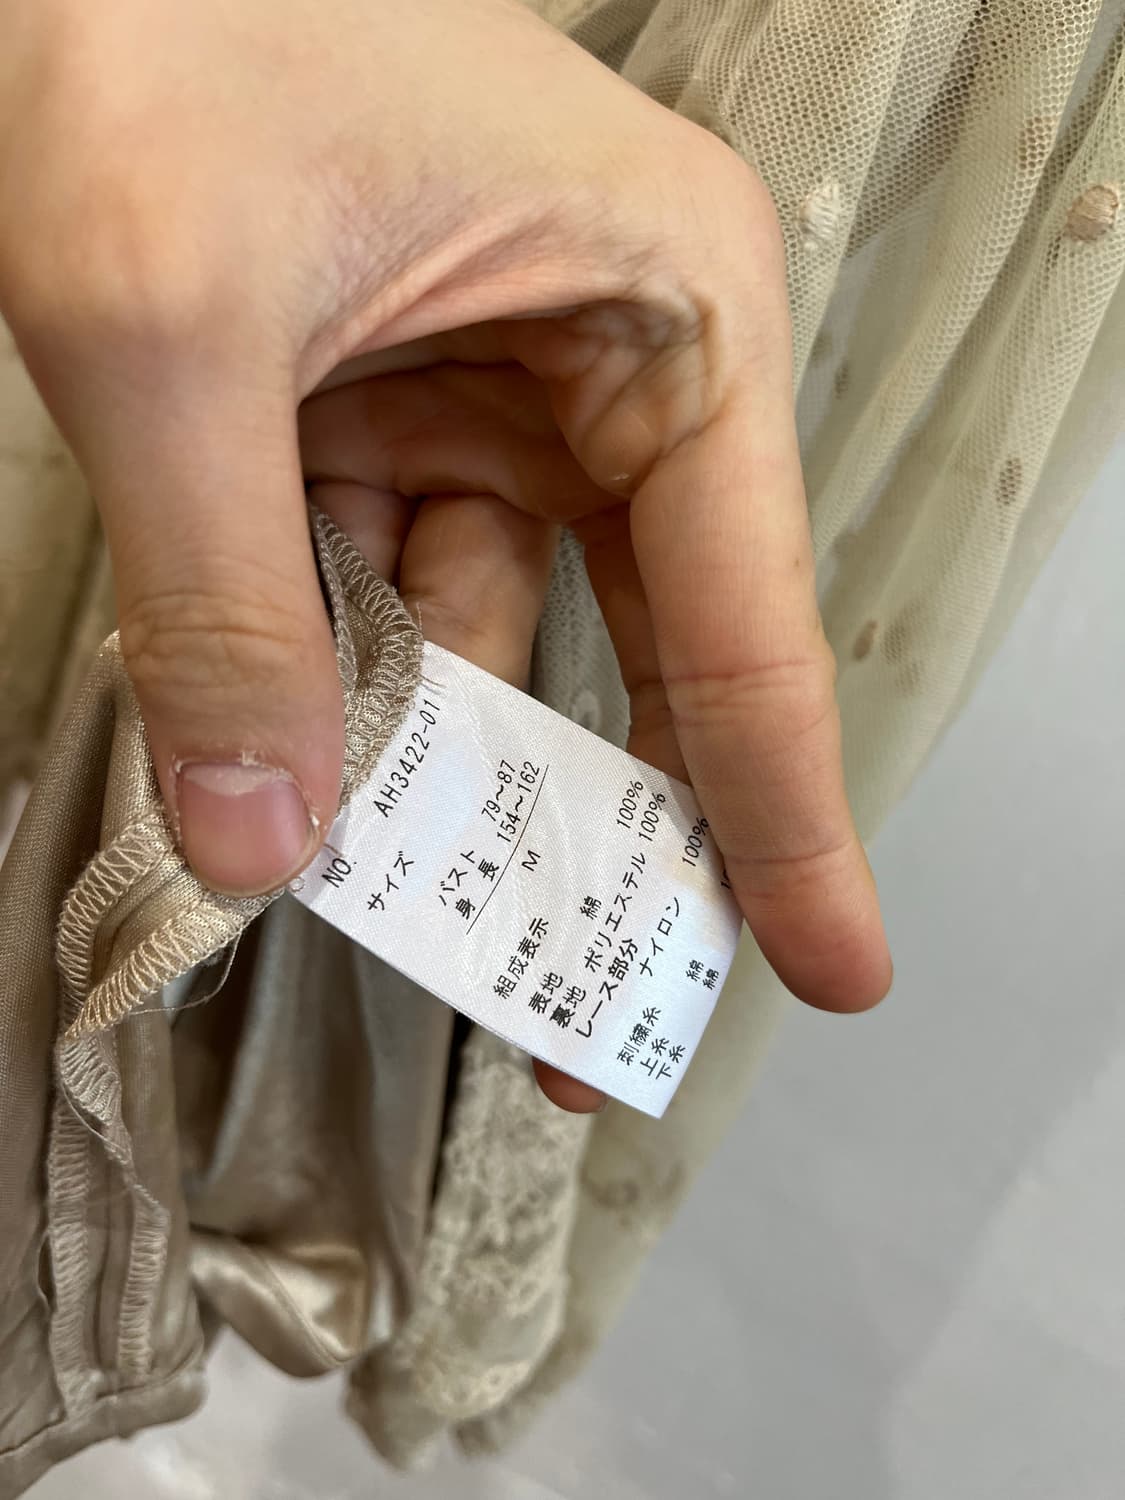 NO. AH3422-01
サイズ
バスト 79～87
身長 154～162
M
組成表示
表地 綿 100%
裏地 ポリエステル 100%
レース部分
ナイロン 100%
刺繍糸
上糸 綿
下糸 綿